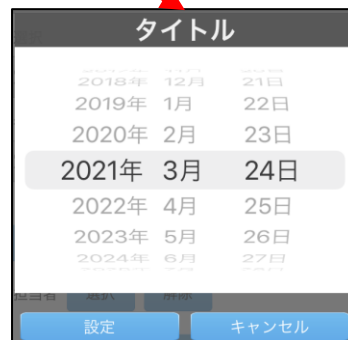 タイトル
2018年 12月 21日
2019年 1月 22日
2020年 2月 23日
2021年 3月 24日
2022年 4月 25日
2023年 5月 26日
2024年 6月 27日
担当者 選択 解除
設定 キャンセル